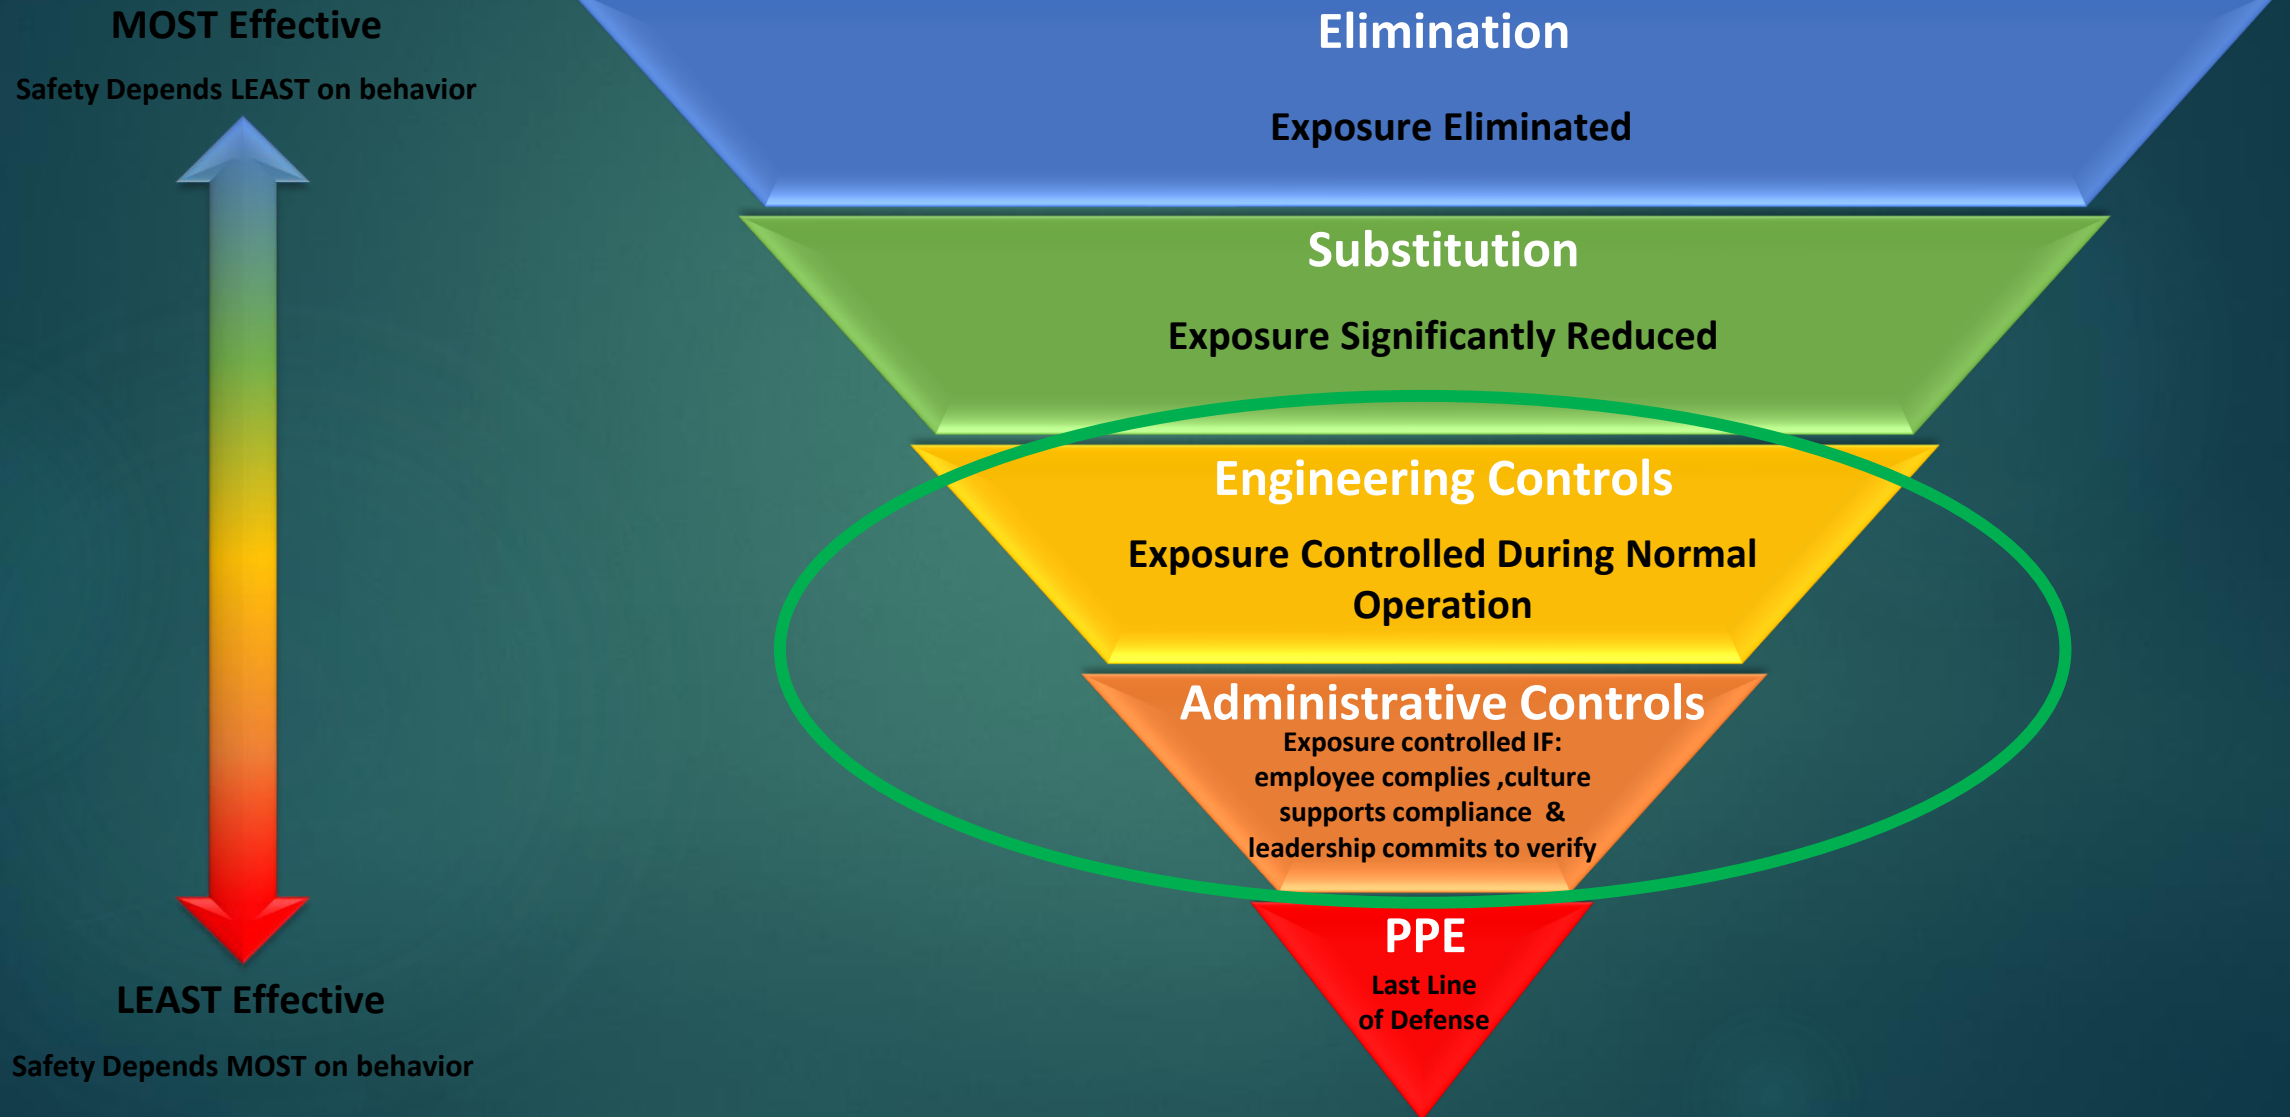 MOST Effective
Safety Depends LEAST on behavior
LEAST Effective
Safety Depends MOST on behavior
Elimination
Exposure Eliminated
Substitution
Exposure Significantly Reduced
Engineering Controls
Exposure Controlled During Normal
Operation
Administrative Controls
Exposure controlled IF:
employee complies ,culture
supports compliance &
leadership commits to verify
PPE
Last Line
of Defense